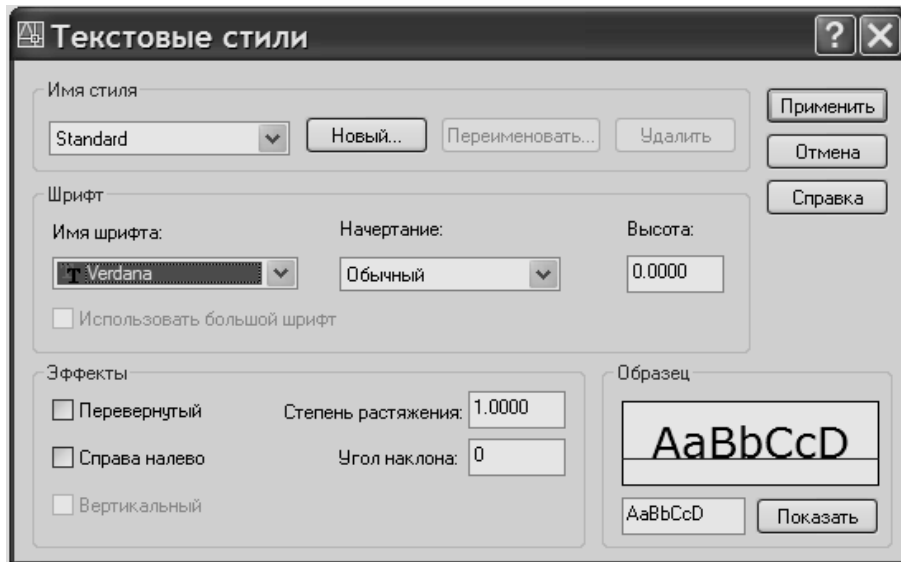 Текстовые стили
Имя стиля
Standard Новый... Переименовать... Удалить
Применить
Отмена
Справка
Шрифт
Имя шрифта: Начертание: Высота:
Verdana Обычный 0.0000
Использовать большой шрифт
Эффекты
Перевернутый Степень растяжения: 1.0000
Справа налево Угол наклона: 0
Вертикальный
Образец
AaBbCcD
AaBbCcD Показать